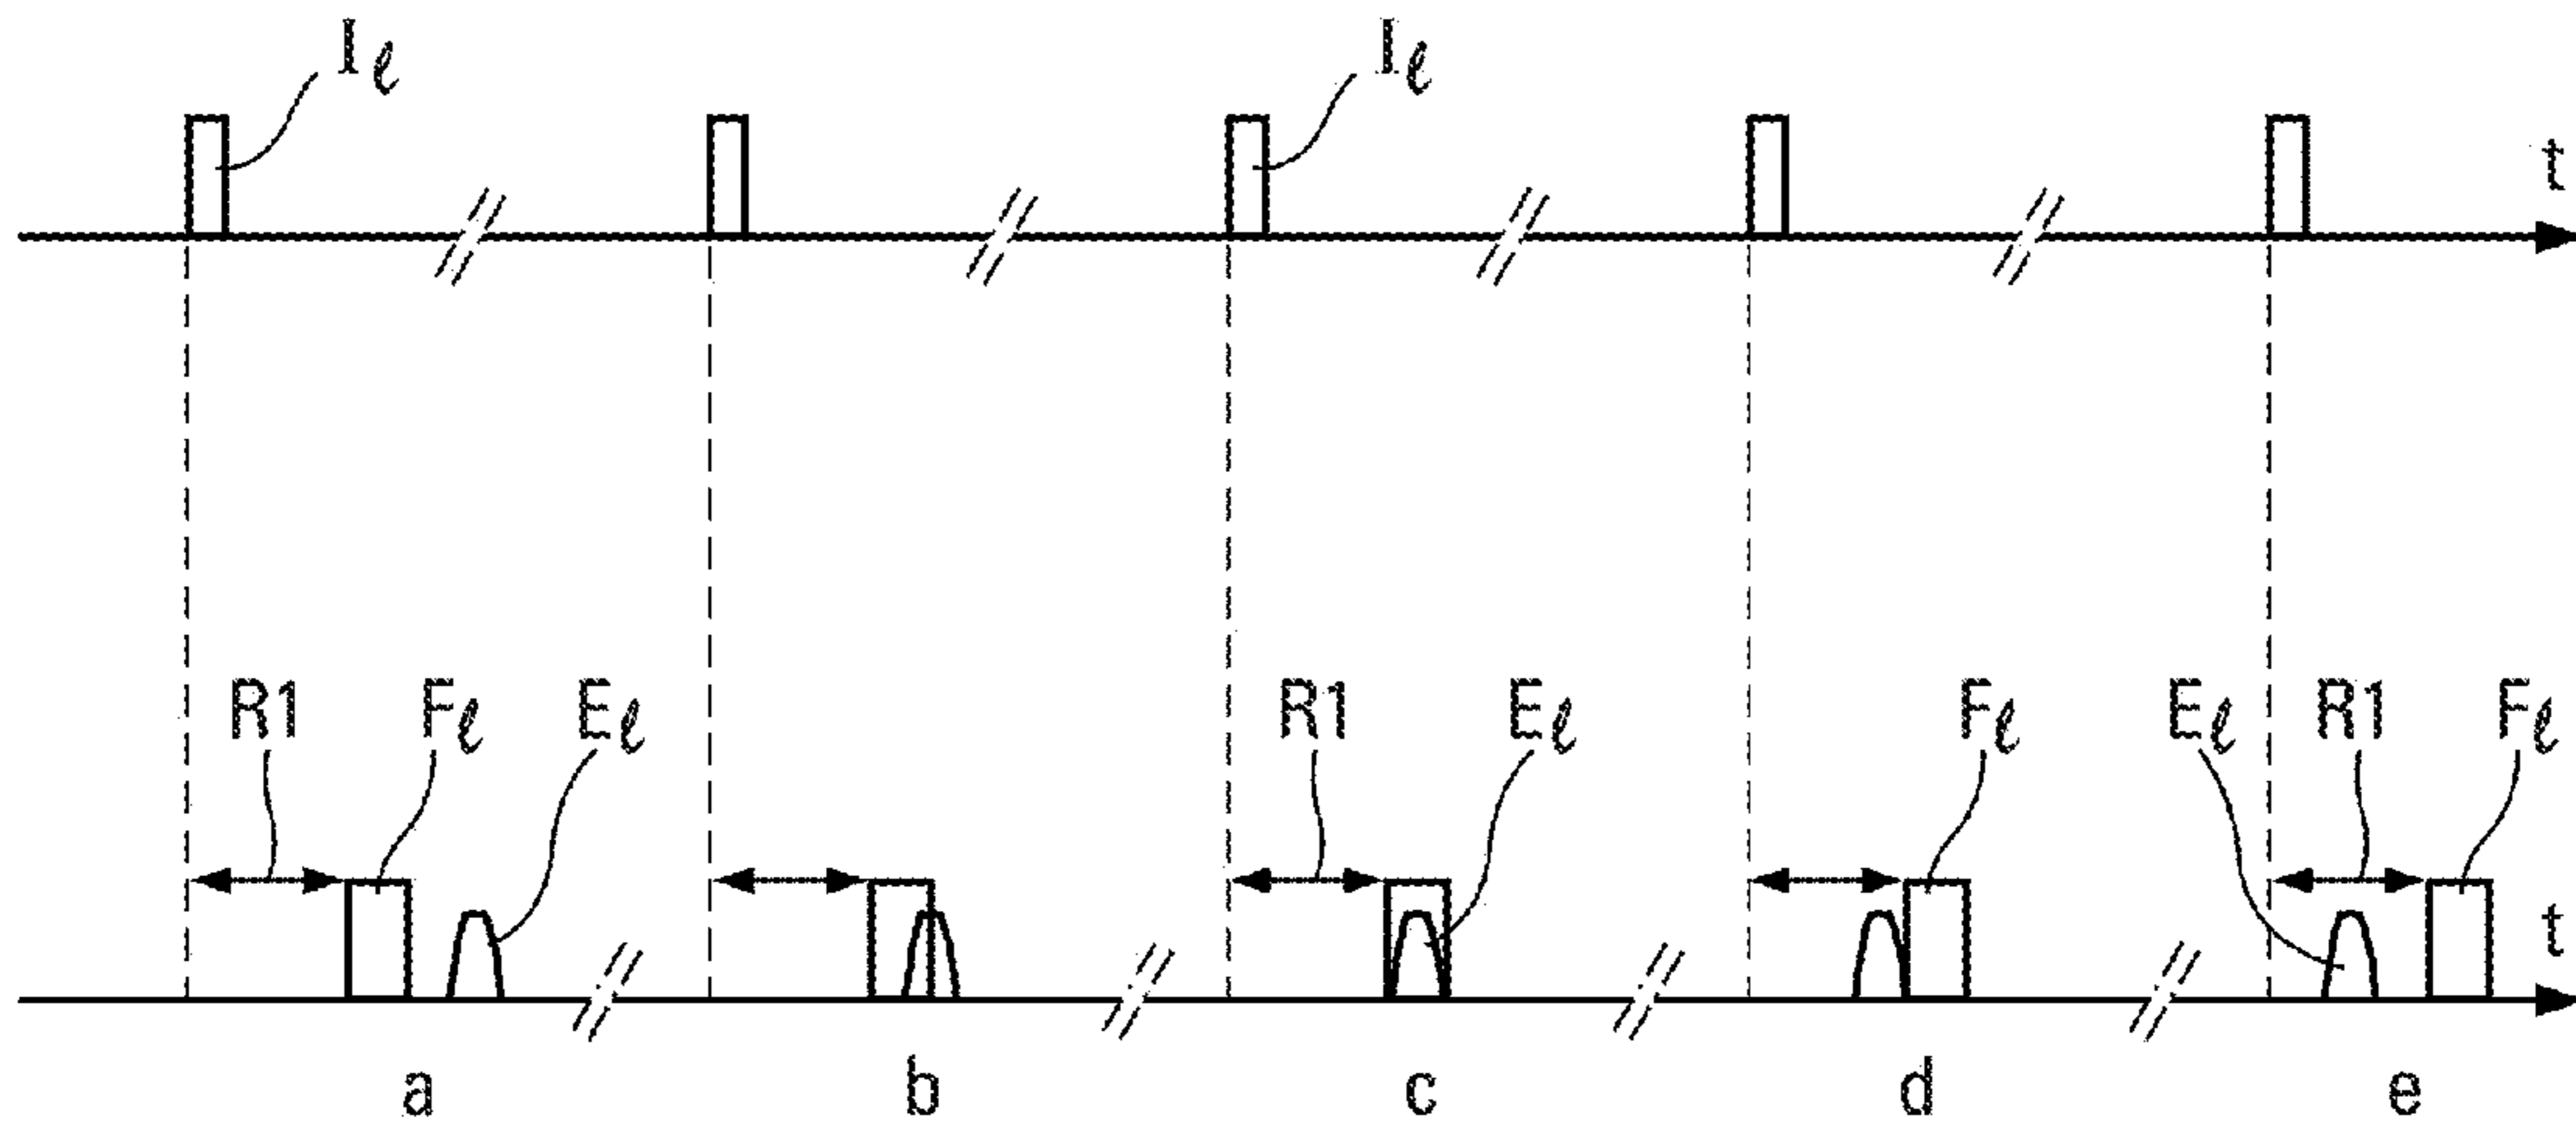 Iℓ Iℓ
t
R1 Fℓ Eℓ R1 Eℓ Fℓ Eℓ R1 Fℓ
t
a b c d e